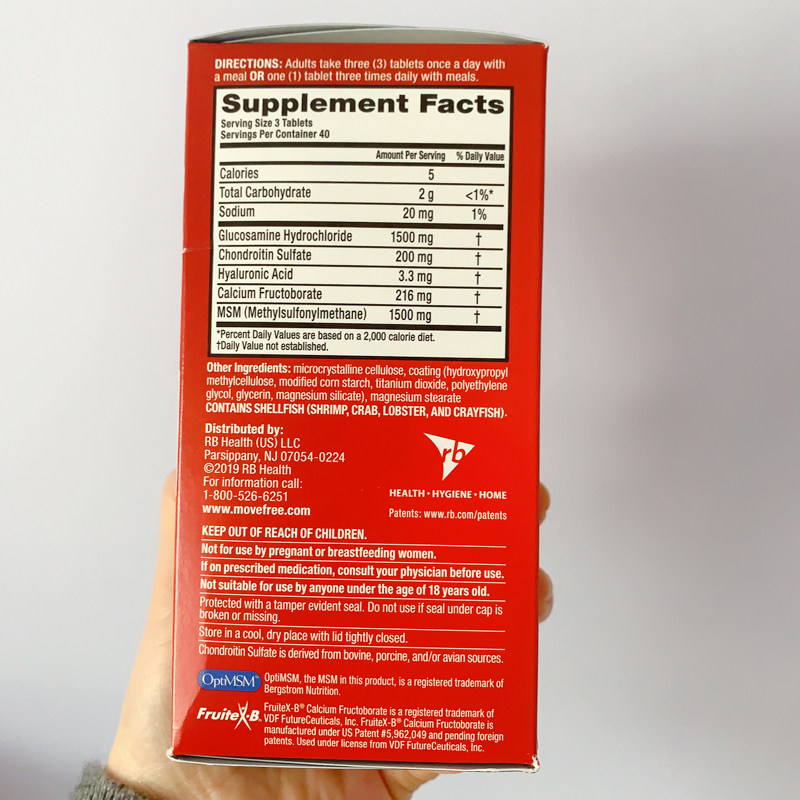 DIRECTIONS: Adults take three (3) tablets once a day with
a meal OR one (1) tablet three times daily with meals.
Supplement Facts
Serving Size 3 Tablets
Servings Per Container 40
Amount Per Serving % Daily Value
Calories 5
Total Carbohydrate 2 g <1%*
Sodium 20 mg 1%
Glucosamine Hydrochloride 1500 mg †
Chondroitin Sulfate 200 mg †
Hyaluronic Acid 3.3 mg †
Calcium Fructoborate 216 mg †
MSM (Methylsulfonylmethane) 1500 mg †
*Percent Daily Values are based on a 2,000 calorie diet.
†Daily Value not established.
Other Ingredients: microcrystalline cellulose, coating (hydroxypropyl
methylcellulose, modified corn starch, titanium dioxide, polyethylene
glycol, glycerin, magnesium silicate), magnesium stearate
CONTAINS SHELLFISH (SHRIMP, CRAB, LOBSTER, AND CRAYFISH).
Distributed by:
RB Health (US) LLC
Parsippany, NJ 07054-0224
©2019 RB Health
For information call:
1-800-526-6251
www.movefree.com
rb
HEALTH • HYGIENE • HOME
Patents: www.rb.com/patents
KEEP OUT OF REACH OF CHILDREN.
Not for use by pregnant or breastfeeding women.
If on prescribed medication, consult your physician before use.
Not suitable for use by anyone under the age of 18 years old.
Protected with a tamper evident seal. Do not use if seal under cap is
broken or missing.
Store in a cool, dry place with lid tightly closed.
Chondroitin Sulfate is derived from bovine, porcine, and/or avian sources.
OptiMSM™ OptiMSM, the MSM in this product, is a registered trademark of
Bergstrom Nutrition.
FruiteX-B® FruiteX-B® Calcium Fructoborate is a registered trademark of
VDF FutureCeuticals, Inc. FruiteX-B® Calcium Fructoborate is
manufactured under US Patent #5,962,049 and pending foreign
patents. Used under license from VDF FutureCeuticals, Inc.